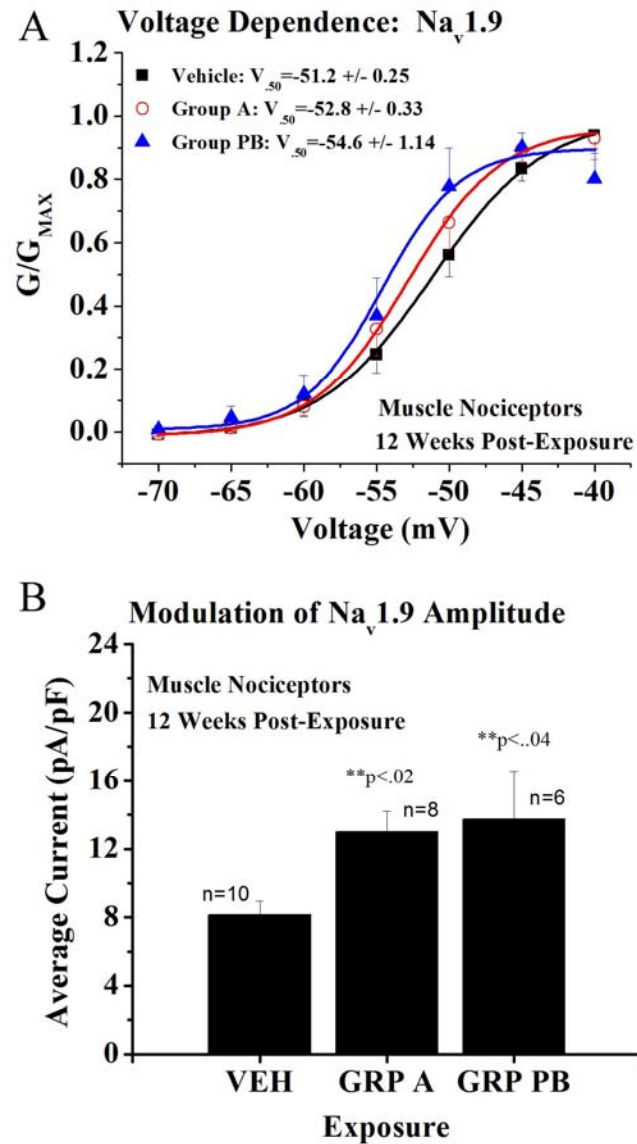 A
Voltage Dependence: Nav1.9
Vehicle: V.50=-51.2 +/- 0.25
Group A: V.50=-52.8 +/- 0.33
Group PB: V.50=-54.6 +/- 1.14
1.2
1.0
0.8
0.6
0.4
0.2
0.0
G/GMAX
Muscle Nociceptors
12 Weeks Post-Exposure
-70 -65 -60 -55 -50 -45 -40
Voltage (mV)
B
Modulation of Nav1.9 Amplitude
24
20
16
12
8
4
0
Average Current (pA/pF)
Muscle Nociceptors
12 Weeks Post-Exposure
**p<.02
**p<..04
n=10
n=8
n=6
VEH GRP A GRP PB
Exposure